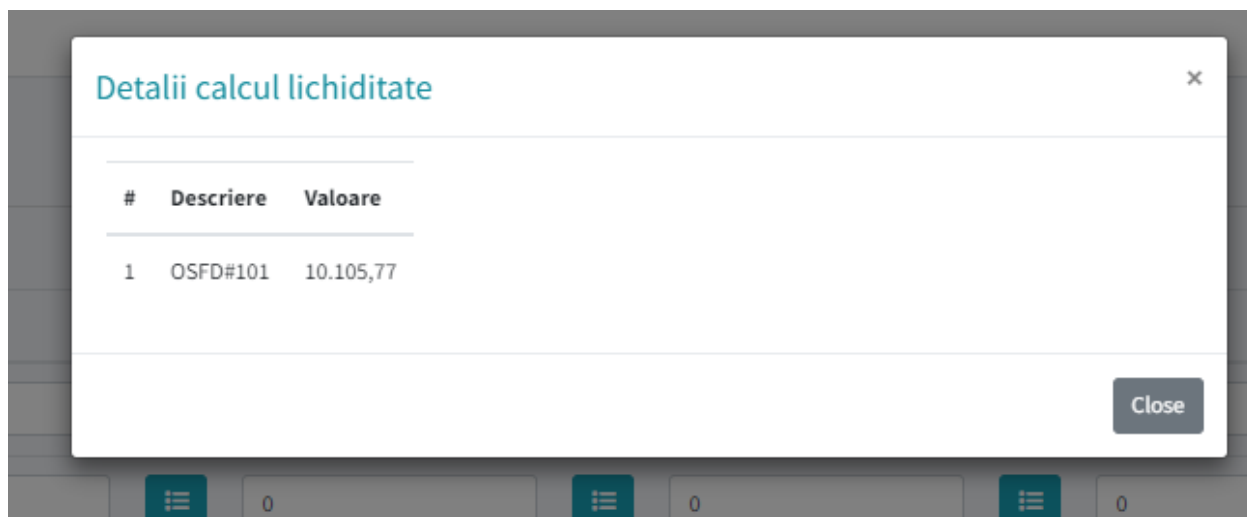 Detalii calcul lichiditate ×
# Descriere Valoare
1 OSFD#101 10.105,77
Close
0 0 0